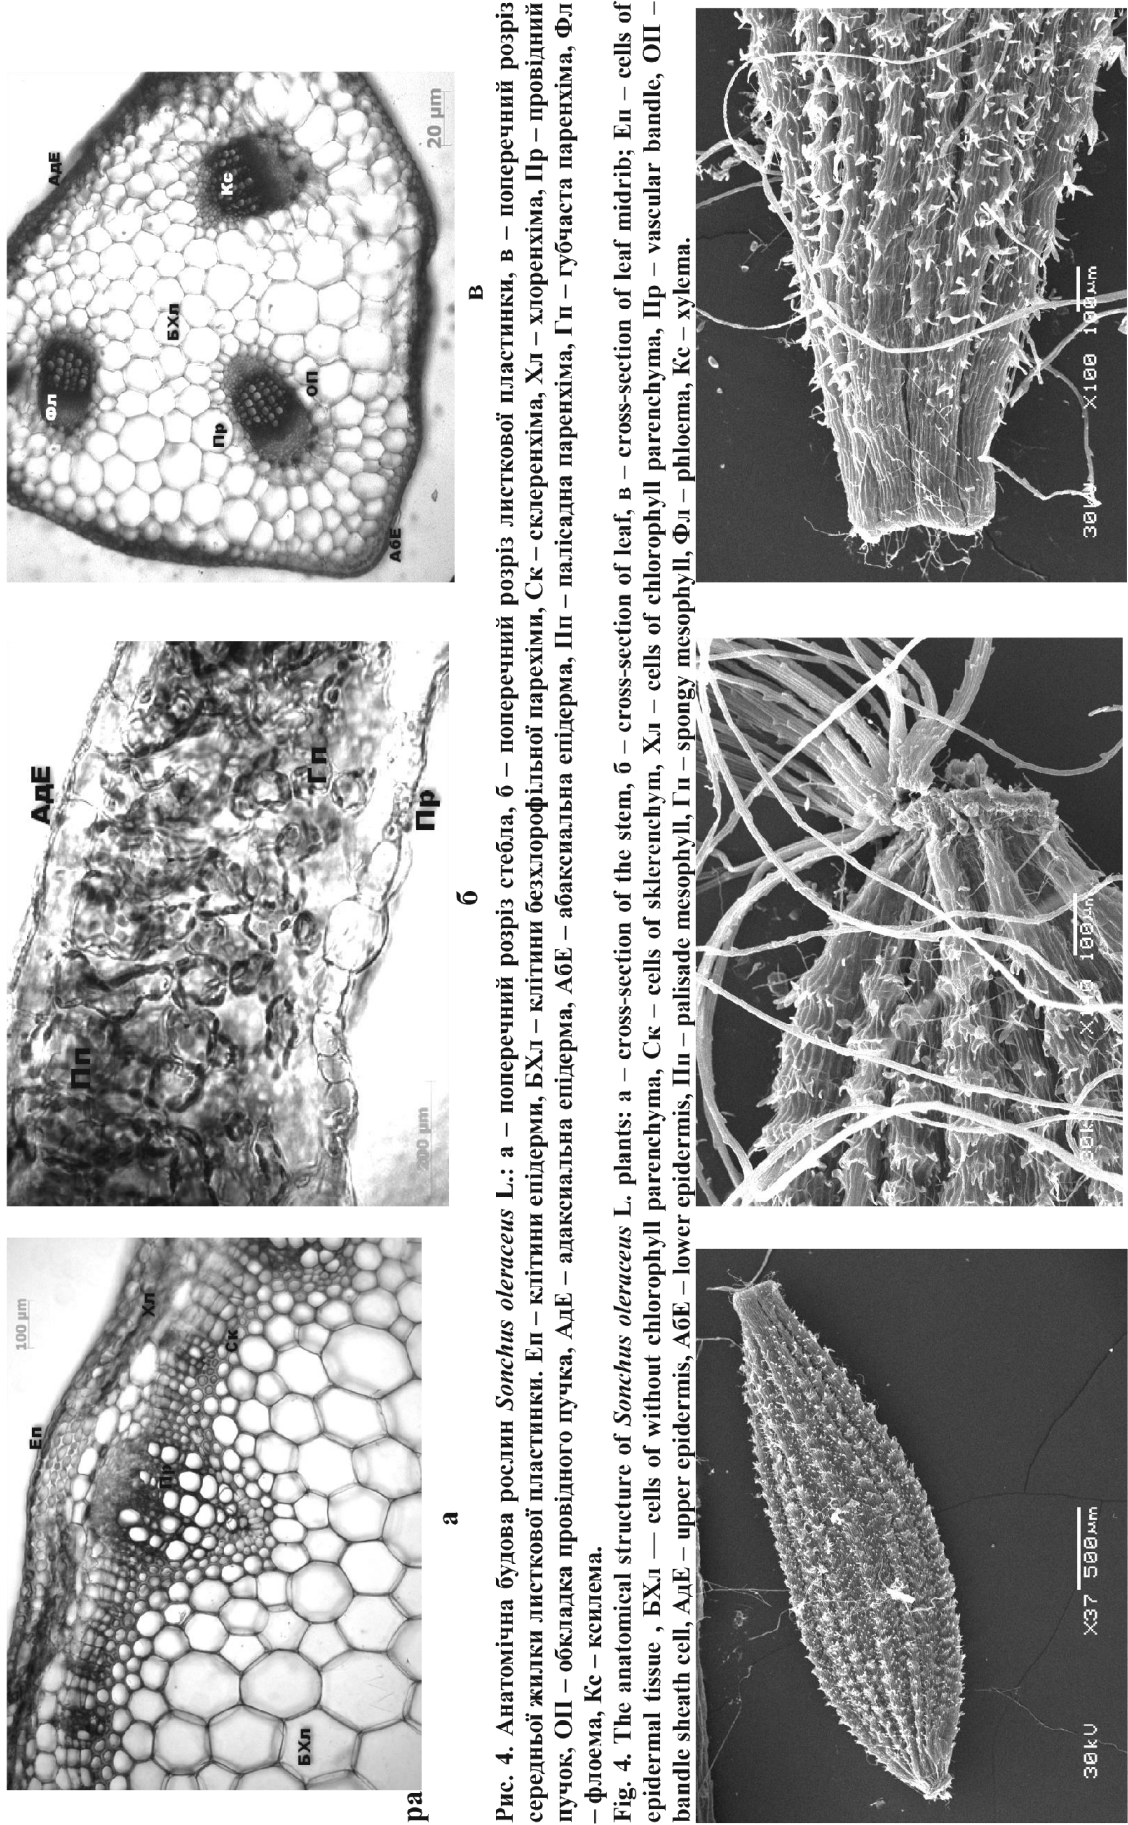 100 µm
Еп
Хл
Ск
Пр
БХл
ра
а
АдЕ
Пп
Гп
Пр
200 µm
б
АдЕ
Кс
Фл
БХл
Пр
ОП
АбЕ
20 µm
в
Рис. 4. Анатомічна будова рослин Sonchus oleraceus L.: а – поперечний розріз стебла, б – поперечний розріз листкової пластинки, в – поперечний розріз
середньої жилки листкової пластинки. Еп – клітини епідерми, БХл – клітини безхлорофільної парехіми, Ск – склеренхіма, Хл – хлоренхіма, Пр – провідний
пучок, ОП – обкладка провідного пучка, АдЕ – адаксиальна епідерма, АбЕ – абаксиальна епідерма, Пп – палісадна паренхіма, Гп – губчаста паренхіма, Фл
– флоема, Кс – ксилема.
Fig. 4. The anatomical structure of Sonchus oleraceus L. plants: а – cross-section of the stem, б – cross-section of leaf, в – cross-section of leaf midrib; Еп – cells of
epidermal tissue , БХл — cells of without chlorophyll parenchyma, Ск – cells of sklerenchym, Хл – cells of chlorophyll parenchyma, Пр – vascular bandle, ОП –
bandle sheath cell, АдЕ – upper epidermis, АбЕ – lower epidermis, Пп – palisade mesophyll, Гп – spongy mesophyll, Фл – phloema, Кс – xylema.
30kU X37 500µm
30kU 100µm
30kU X100 100µm